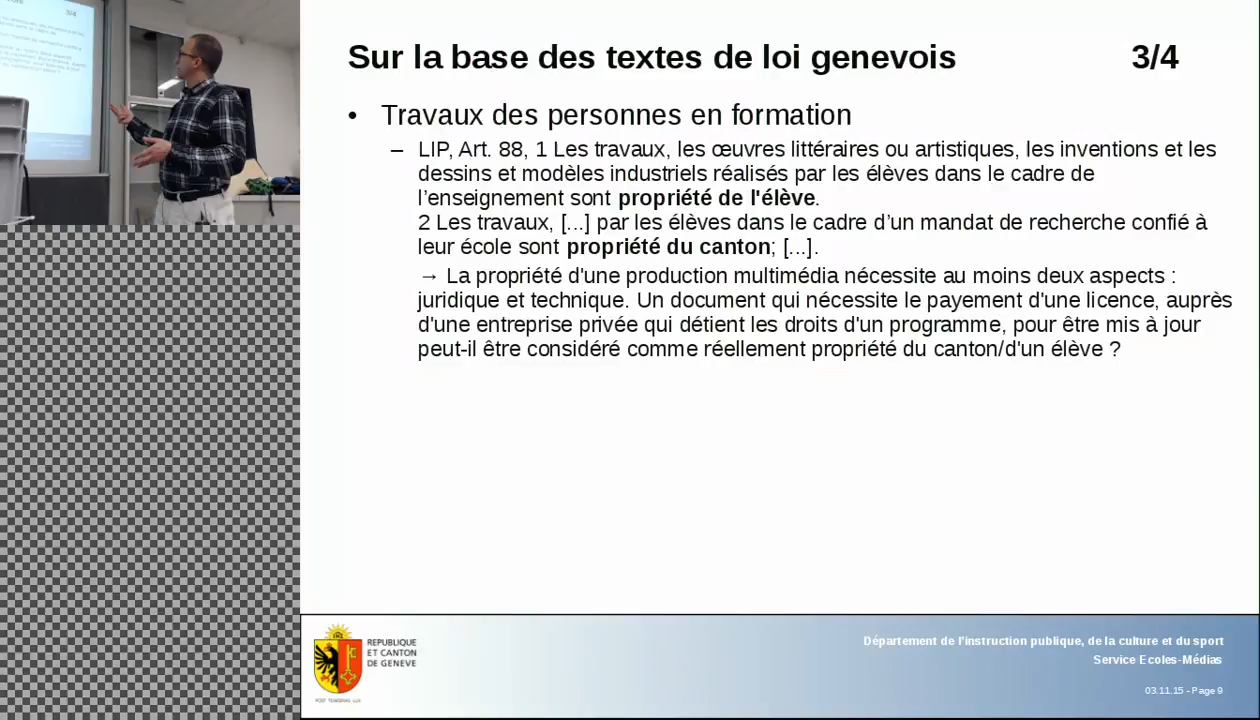 Sur la base des textes de loi genevois 3/4
• Travaux des personnes en formation
– LIP, Art. 88, 1 Les travaux, les œuvres littéraires ou artistiques, les inventions et les
dessins et modèles industriels réalisés par les élèves dans le cadre de
l’enseignement sont propriété de l'élève.
2 Les travaux, [...] par les élèves dans le cadre d’un mandat de recherche confié à
leur école sont propriété du canton; [...].
→ La propriété d'une production multimédia nécessite au moins deux aspects :
juridique et technique. Un document qui nécessite le payement d'une licence, auprès
d'une entreprise privée qui détient les droits d'un programme, pour être mis à jour
peut-il être considéré comme réellement propriété du canton/d'un élève ?
REPUBLIQUE
ET CANTON
DE GENEVE
POST TENEBRAS LUX
Département de l'instruction publique, de la culture et du sport
Service Ecoles-Médias
03.11.15 - Page 9
3/4